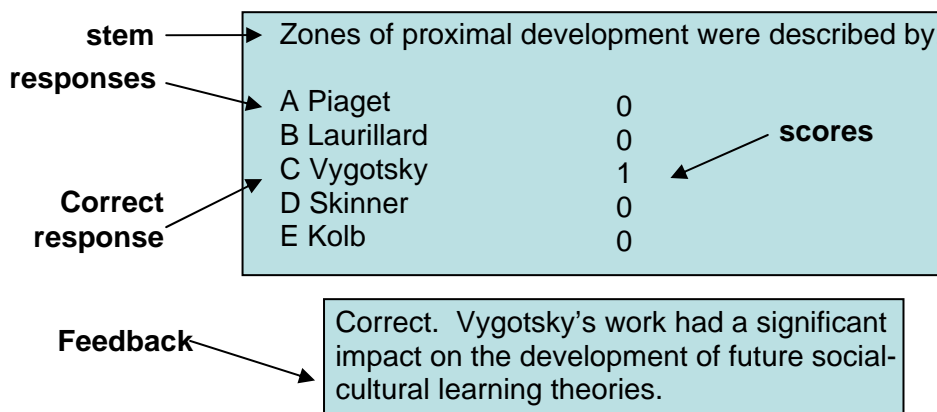 stem
Zones of proximal development were described by
responses
A Piaget 0
B Laurillard 0
scores
C Vygotsky 1
Correct
response
D Skinner 0
E Kolb 0
Feedback
Correct. Vygotsky's work had a significant
impact on the development of future social-
cultural learning theories.